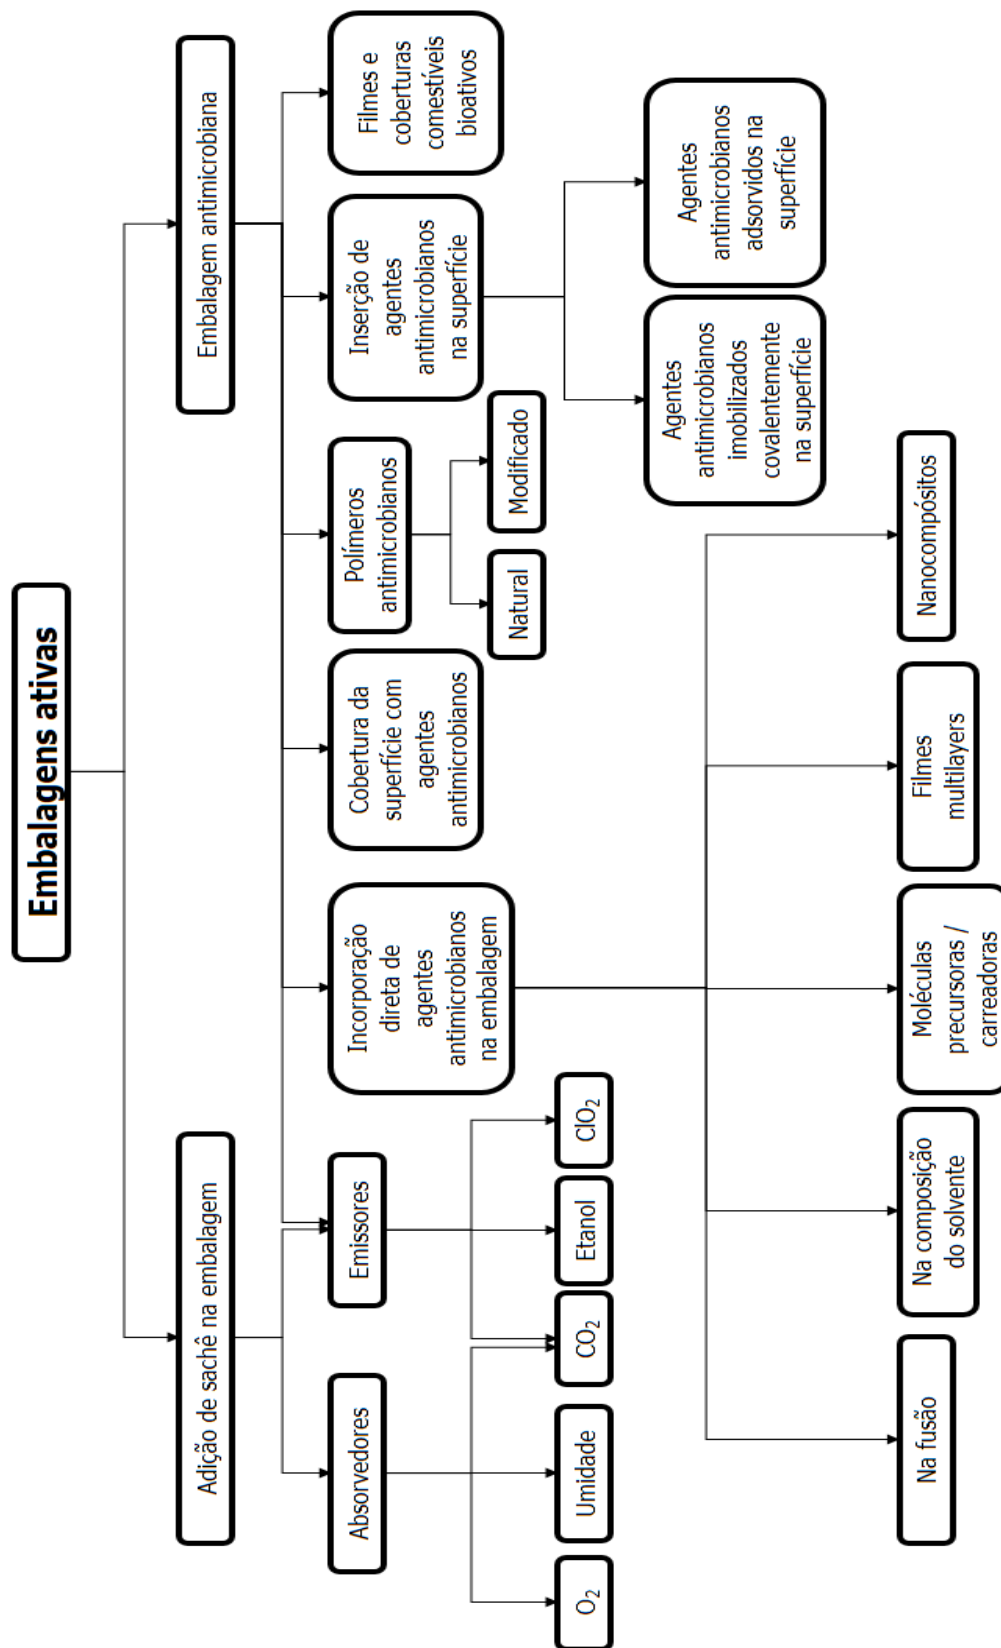 Embalagens ativas
Adição de sachê na embalagem
Embalagem antimicrobiana
Absorvedores
Emissores
Incorporação
direta de
agentes
antimicrobianos
na embalagem
Cobertura da
superfície com
agentes
antimicrobianos
Polímeros
antimicrobianos
Inserção de
agentes
antimicrobianos
na superfície
Filmes e
coberturas
comestíveis
bioativos
Natural
Modificado
O₂
Umidade
CO₂
Etanol
ClO₂
Agentes
antimicrobianos
imobilizados
covalentemente
na superfície
Agentes
antimicrobianos
adsorvidos na
superfície
Na fusão
Na composição
do solvente
Moléculas
precursoras /
carreadoras
Filmes
multilayers
Nanocompósitos